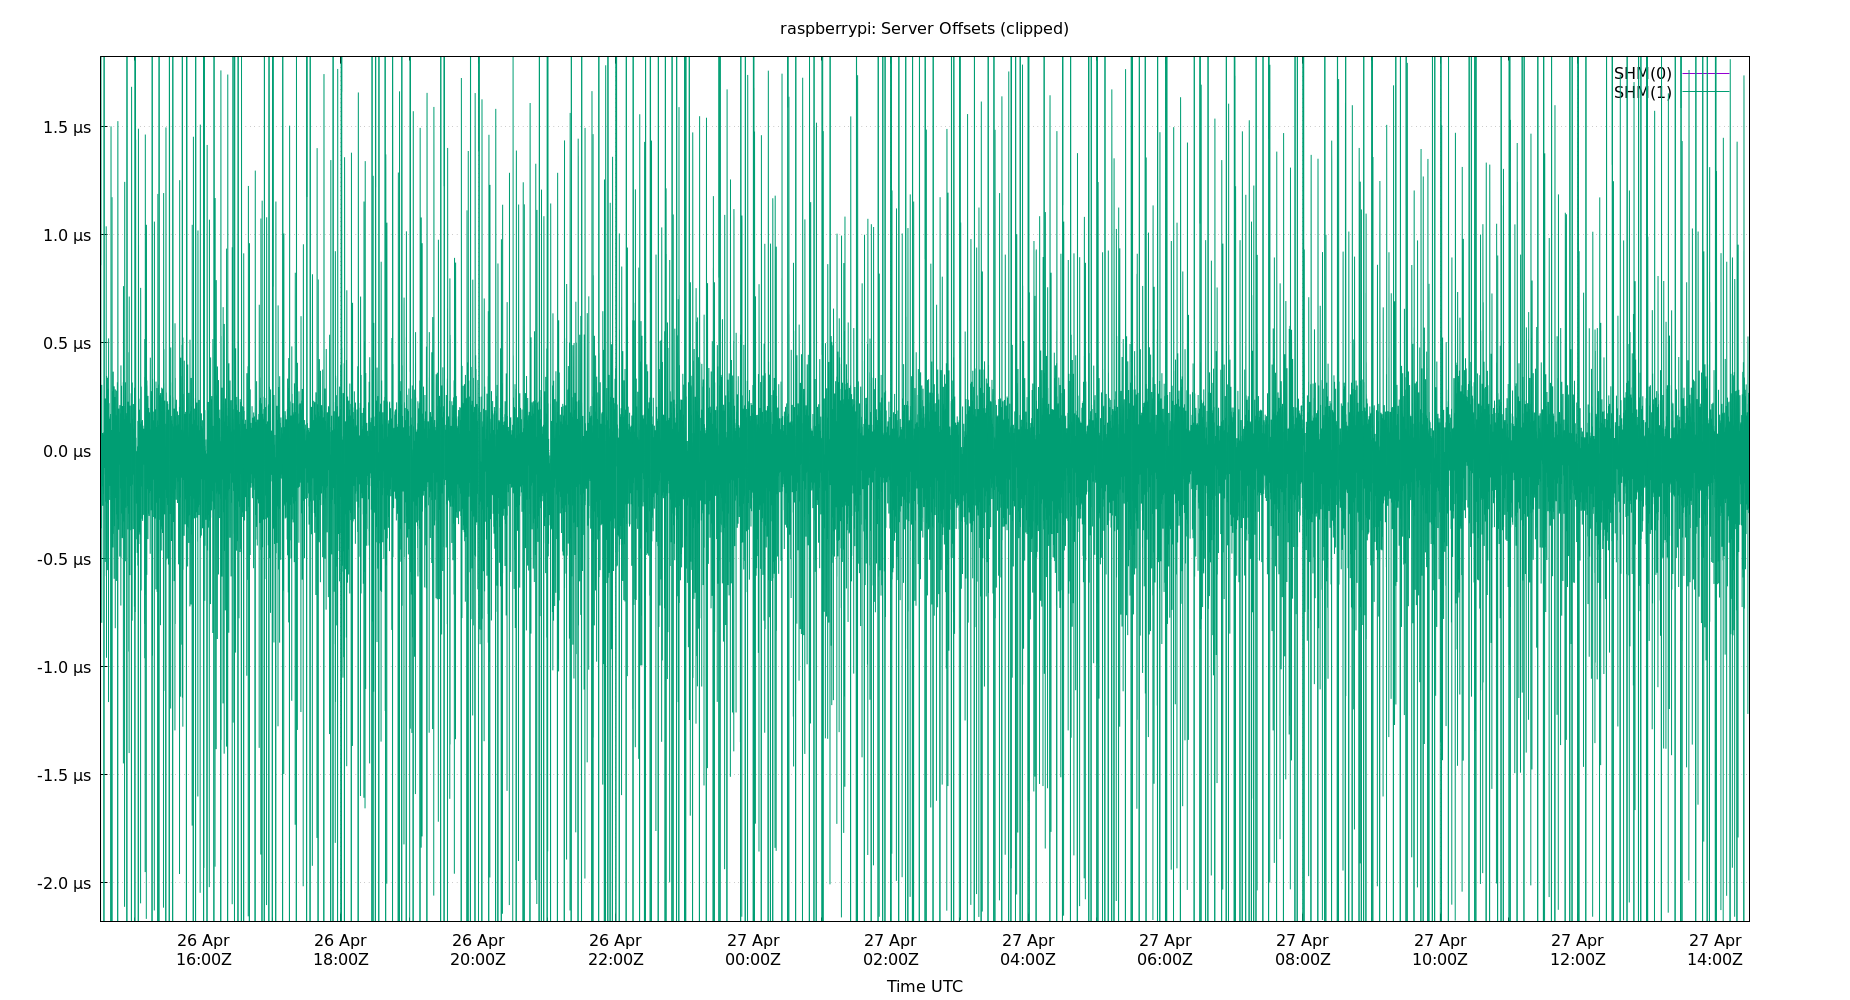 raspberrypi: Server Offsets (clipped)
SHM(0)
SHM(1)
1.5 µs
1.0 µs
0.5 µs
0.0 µs
-0.5 µs
-1.0 µs
-1.5 µs
-2.0 µs
26 Apr 26 Apr 26 Apr 26 Apr 27 Apr 27 Apr 27 Apr 27 Apr 27 Apr 27 Apr 27 Apr 27 Apr
16:00Z 18:00Z 20:00Z 22:00Z 00:00Z 02:00Z 04:00Z 06:00Z 08:00Z 10:00Z 12:00Z 14:00Z
Time UTC